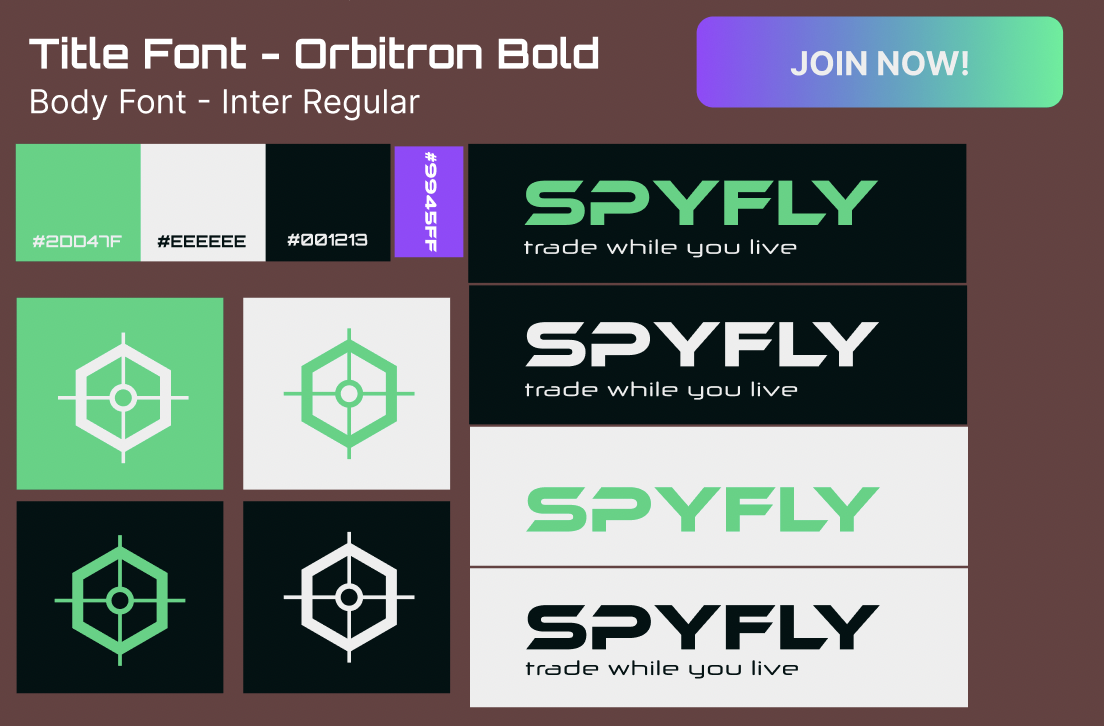 Title Font - Orbitron Bold
Body Font - Inter Regular
JOIN NOW!
#2DD47F
#EEEEEE
#001213
#9945FF
SPYFLY
trade while you live
SPYFLY
trade while you live
SPYFLY
SPYFLY
trade while you live